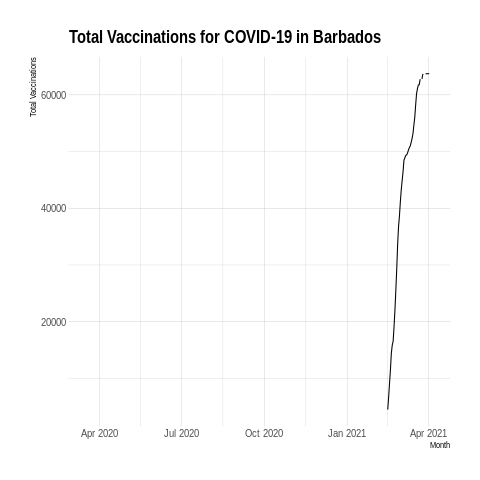 Total Vaccinations for COVID-19 in Barbados
Total Vaccinations
60000
40000
20000
Apr 2020 Jul 2020 Oct 2020 Jan 2021 Apr 2021
Month